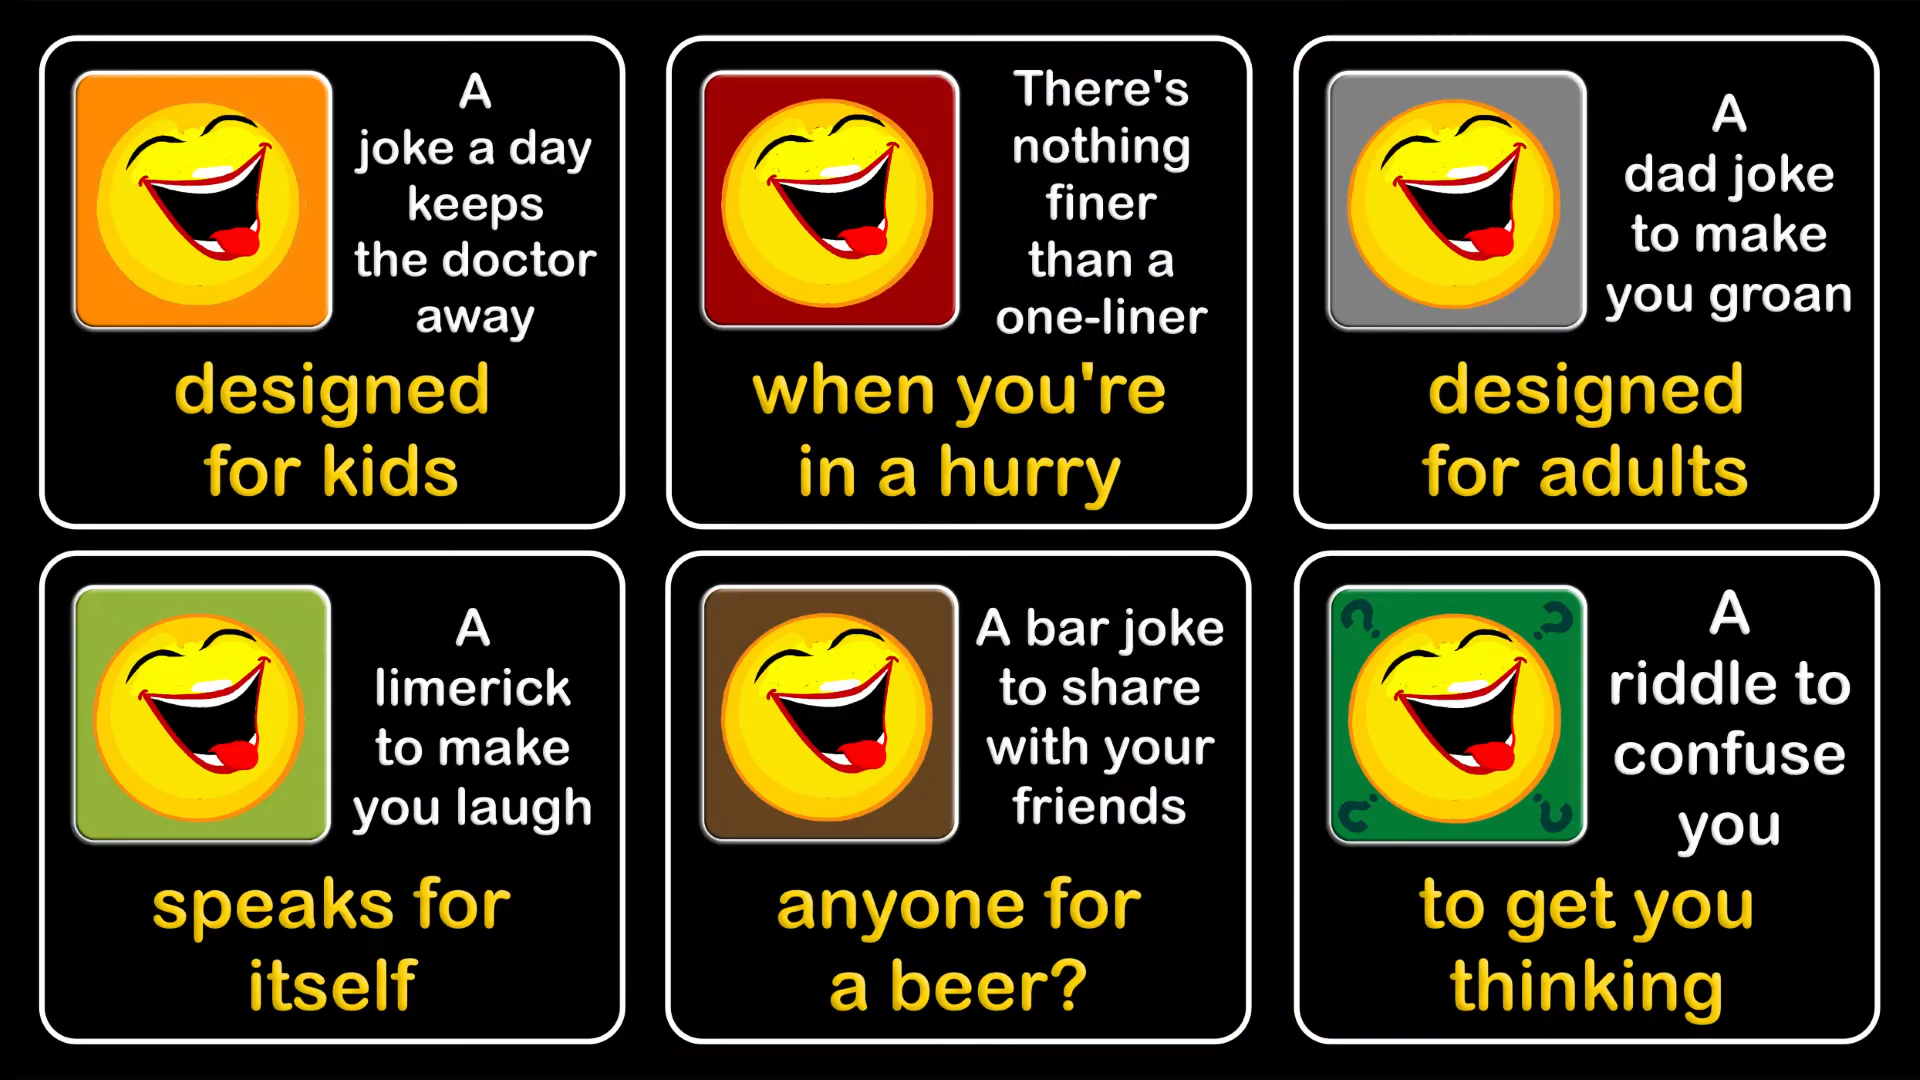 A
joke a day
keeps
the doctor
away
designed
for kids
There's
nothing
finer
than a
one-liner
when you're
in a hurry
A
dad joke
to make
you groan
designed
for adults
A
limerick
to make
you laugh
speaks for
itself
A bar joke
to share
with your
friends
anyone for
a beer?
? ?
? ?
A
riddle to
confuse
you
to get you
thinking